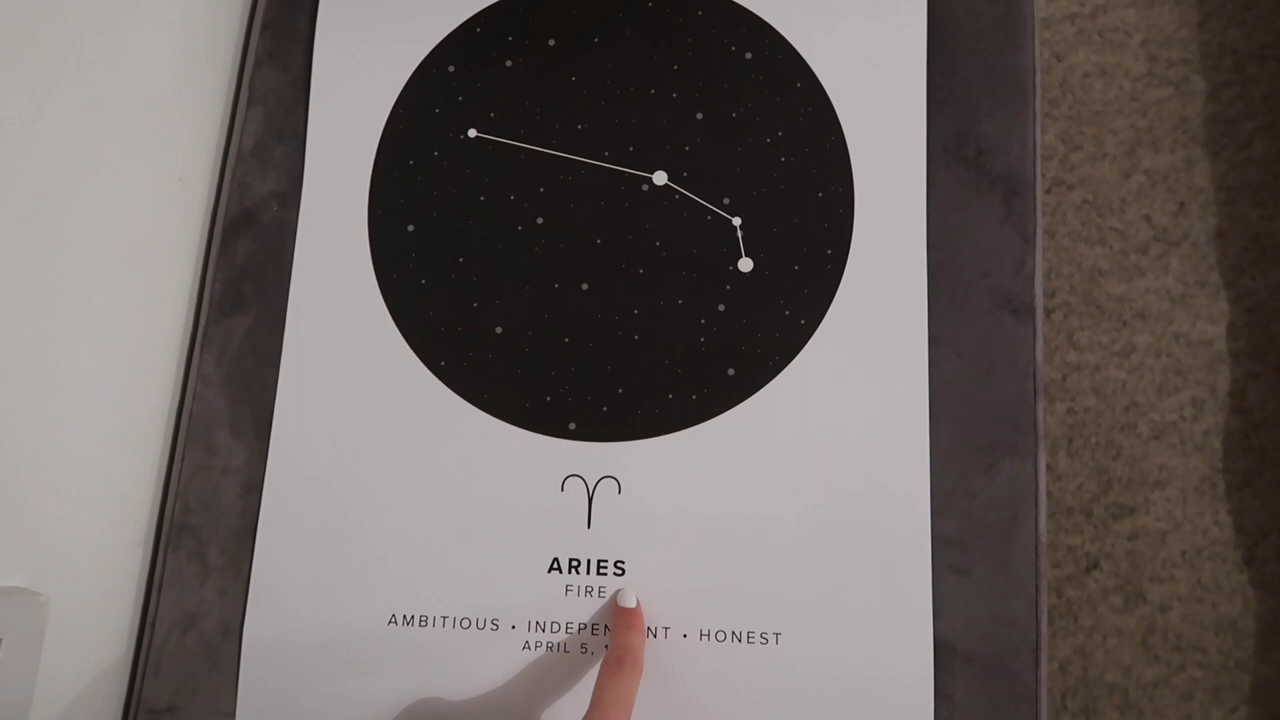 ARIES
FIRE
AMBITIOUS • • HONEST
APRIL 5,